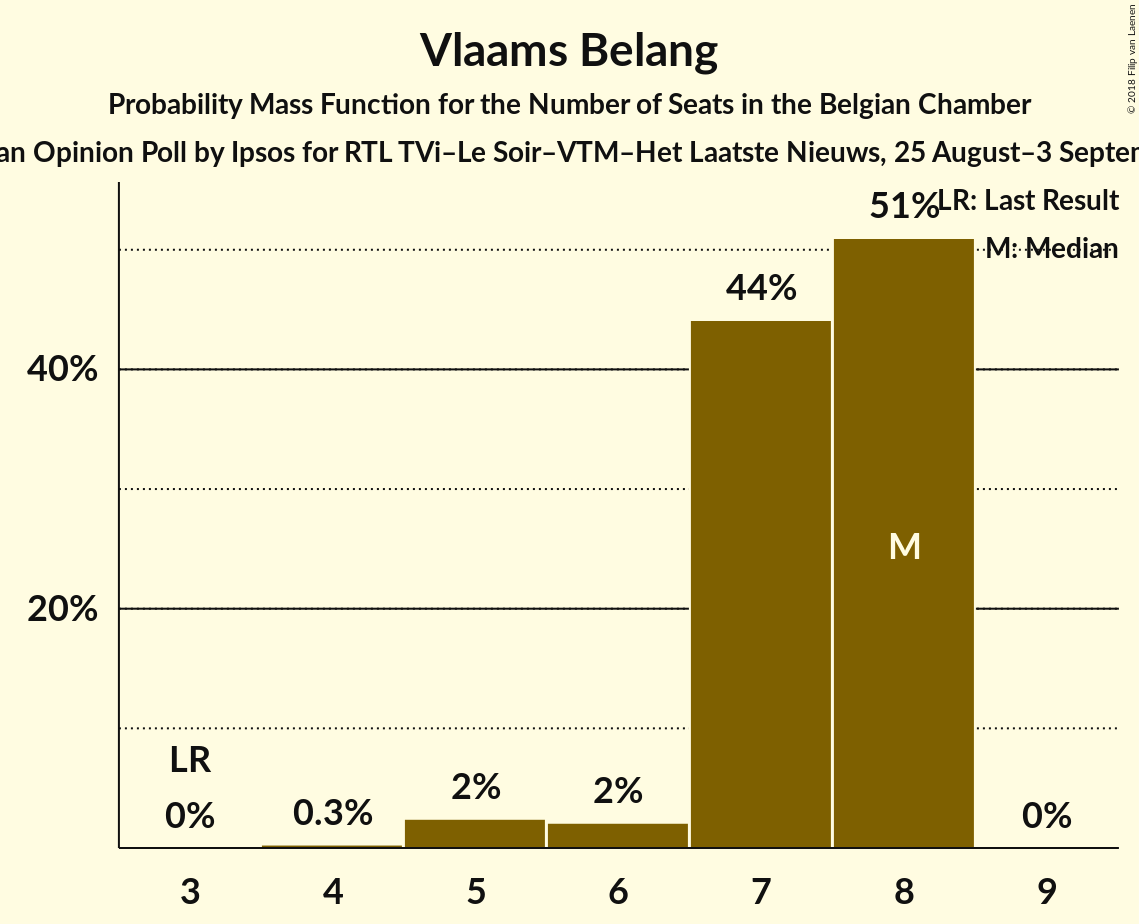 © 2018 Filip van Laenen
Vlaams Belang
Probability Mass Function for the Number of Seats in the Belgian Chamber
an Opinion Poll by Ipsos for RTL TVi–Le Soir–VTM–Het Laatste Nieuws, 25 August–3 Septem
LR: Last Result
M: Median
51%
44%
40%
M
20%
LR
0%
0.3%
2%
2%
0%
3 4 5 6 7 8 9